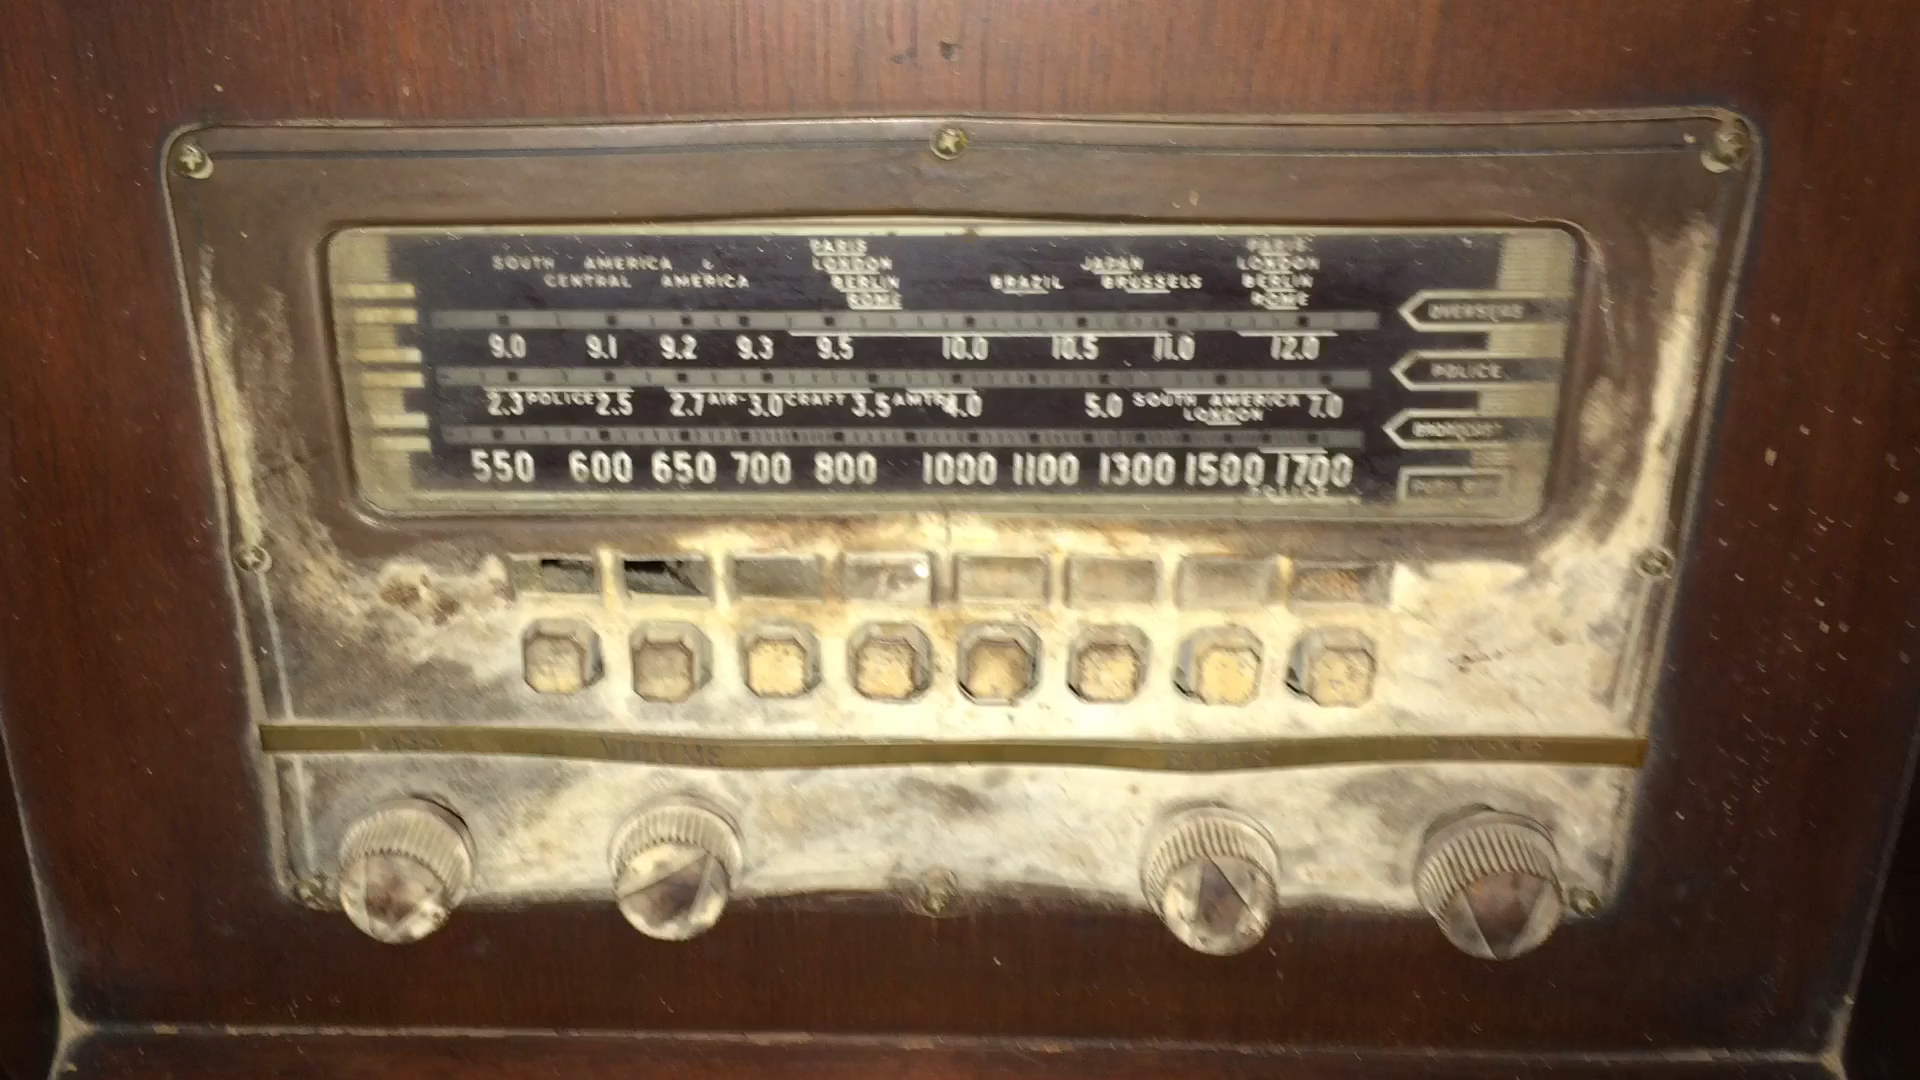 SOUTH AMERICA &
CENTRAL AMERICA
PARIS
LONDON
BERLIN
ROME
BRAZIL
JAPAN
BRUSSELS
PARIS
LONDON
BERLIN
ROME
OVERSEAS
9.0 9.1 9.2 9.3 9.5 10.0 10.5 11.0 12.0
POLICE
2.3 POLICE 2.5 2.7 AIR- 3.0 CRAFT 3.5 AMTR 4.0 5.0 SOUTH AMERICA 7.0
LONDON
BROADCAST
550 600 650 700 800 1000 1100 1300 1500 1700
POLICE
VOLUME